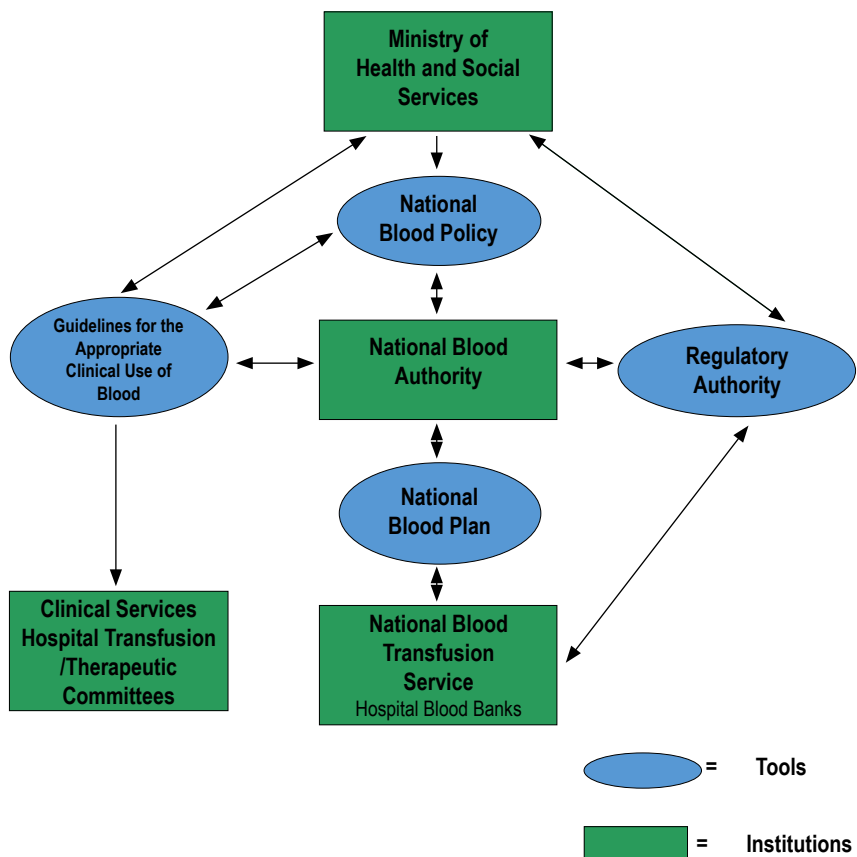 Ministry of
Health and Social
Services
National
Blood Policy
Guidelines for the
Appropriate
Clinical Use of
Blood
National Blood
Authority
Regulatory
Authority
National
Blood Plan
Clinical Services
Hospital Transfusion
/Therapeutic
Committees
National Blood
Transfusion
Service
Hospital Blood Banks
= Tools
= Institutions